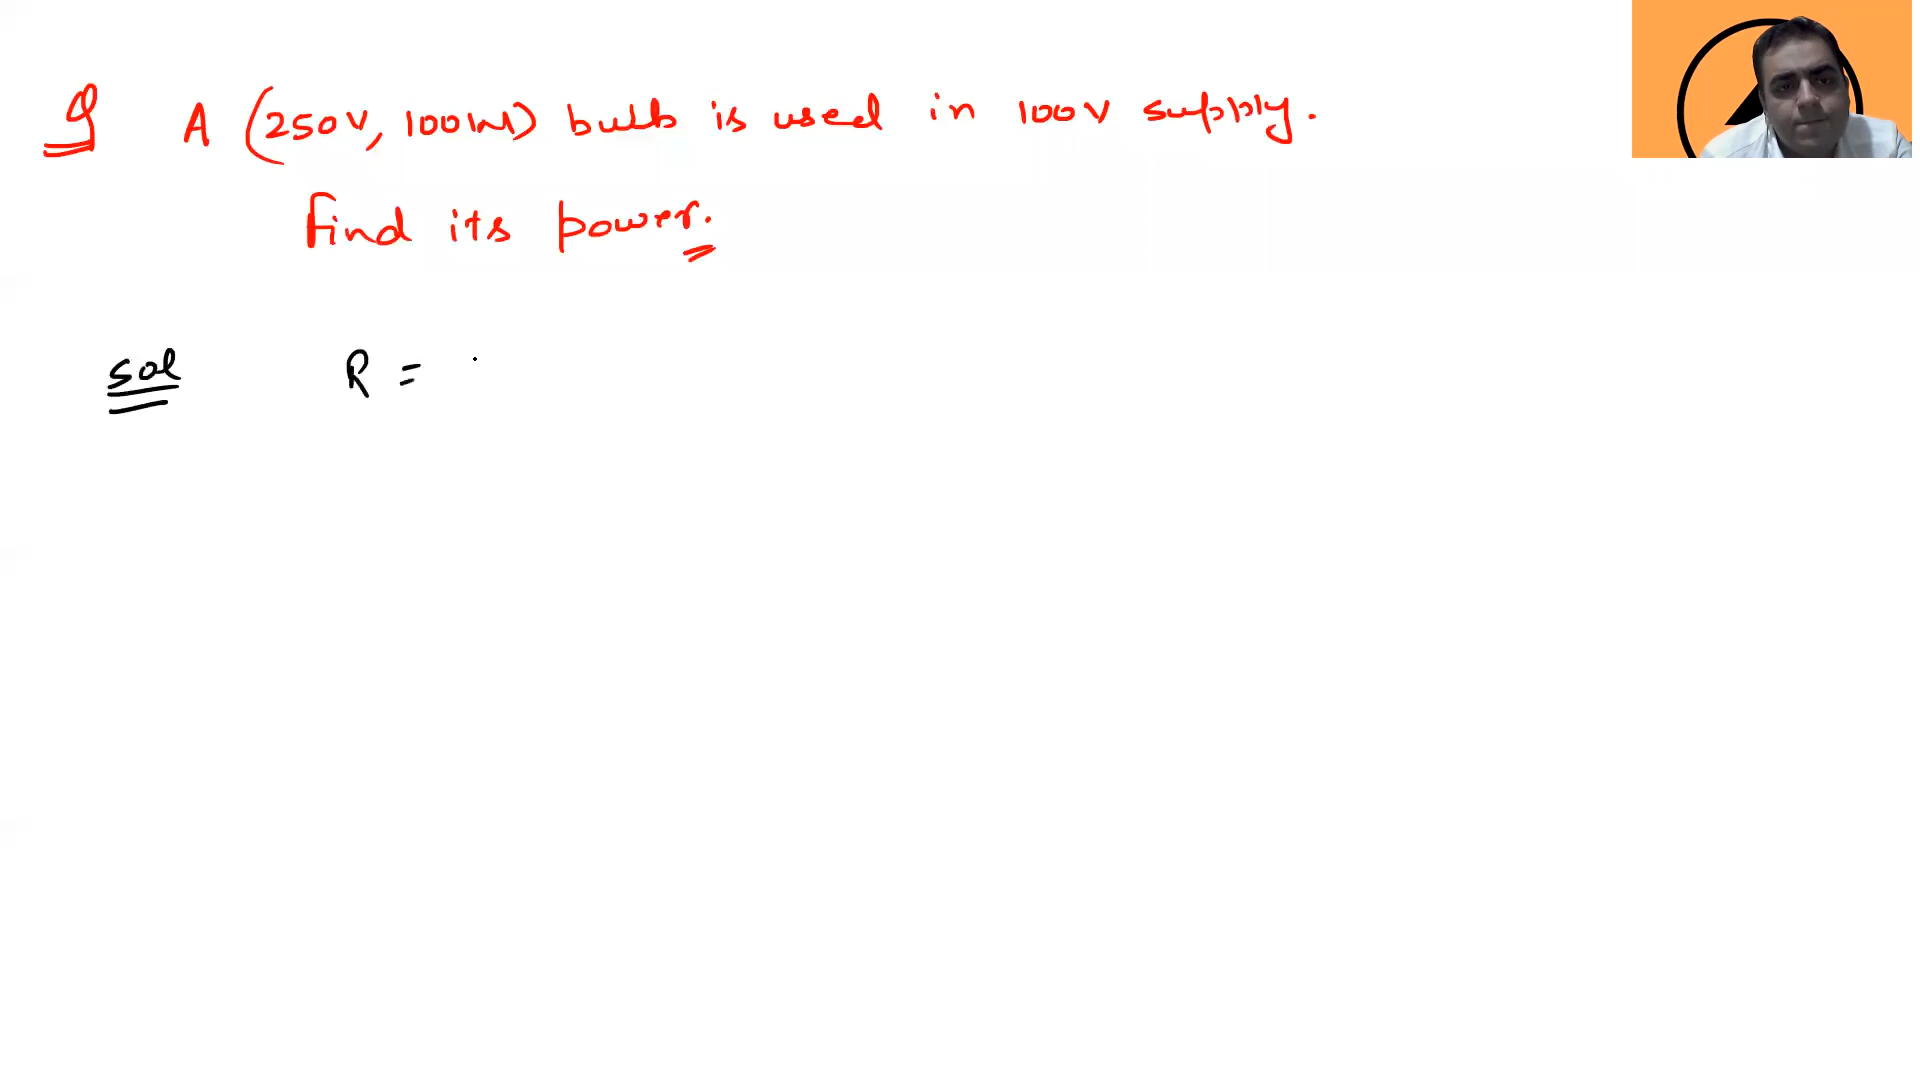 Q A (250V, 100W) bulb is used in 100V supply.
Find its power.
Sol R =